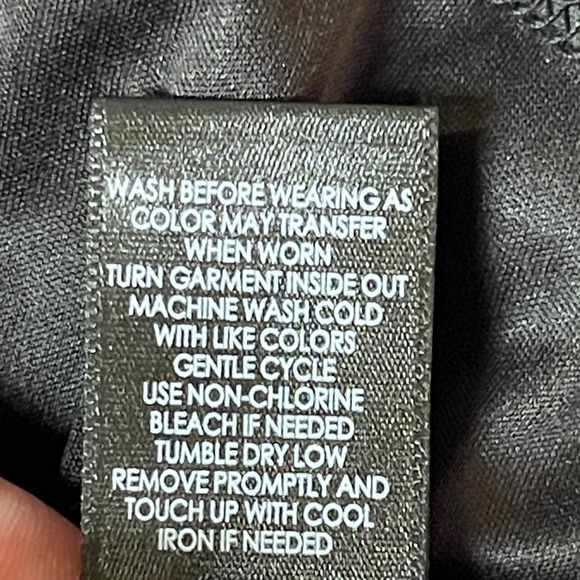 WASH BEFORE WEARING AS
COLOR MAY TRANSFER
WHEN WORN
TURN GARMENT INSIDE OUT
MACHINE WASH COLD
WITH LIKE COLORS
GENTLE CYCLE
USE NON-CHLORINE
BLEACH IF NEEDED
TUMBLE DRY LOW
REMOVE PROMPTLY AND
TOUCH UP WITH COOL
IRON IF NEEDED